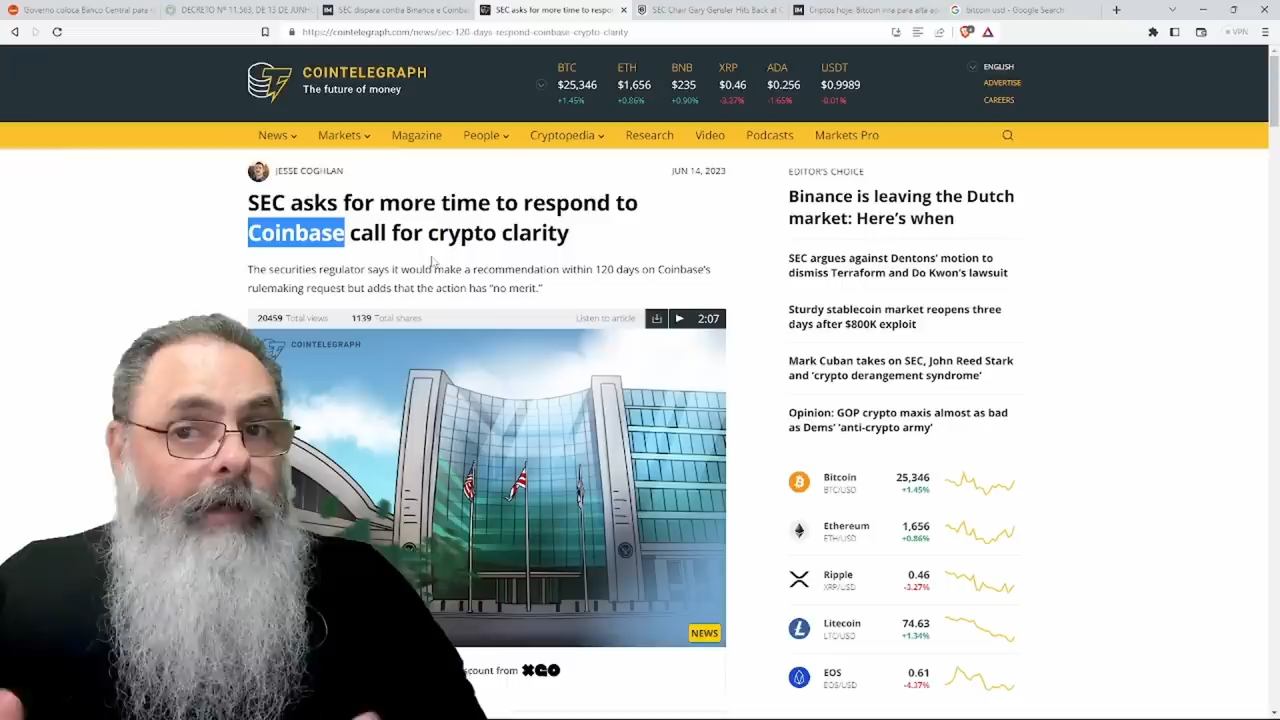 Governo coloca Banco Central para
DECRETO Nº 11.563, DE 13 DE JUNH
SEC dispara contra Binance e Coinba
SEC asks for more time to respo
SEC Chair Gary Gensler Hits Back at
Criptos hoje: Bitcoin vira para alta ap
bitcoin usd - Google Search
https://cointelegraph.com/news/sec-120-days-respond-coinbase-crypto-clarity
VPN
COINTELEGRAPH
The future of money
BTC
$25,346
+1.45%
ETH
$1,656
+0.86%
BNB
$235
+0.90%
XRP
$0.46
-3.27%
ADA
$0.256
-1.65%
USDT
$0.9989
-0.01%
ENGLISH
ADVERTISE
CAREERS
News
Markets
Magazine
People
Cryptopedia
Research
Video
Podcasts
Markets Pro
JESSE COGHLAN
JUN 14, 2023
SEC asks for more time to respond to
Coinbase call for crypto clarity
The securities regulator says it would make a recommendation within 120 days on Coinbase's
rulemaking request but adds that the action has “no merit.”
20459 Total views
1139 Total shares
Listen to article
2:07
COINTELEGRAPH
NEWS
scount from XGO
EDITOR'S CHOICE
Binance is leaving the Dutch
market: Here's when
SEC argues against Dentons' motion to
dismiss Terraform and Do Kwon's lawsuit
Sturdy stablecoin market reopens three
days after $800K exploit
Mark Cuban takes on SEC, John Reed Stark
and ‘crypto derangement syndrome’
Opinion: GOP crypto maxis almost as bad
as Dems' ‘anti-crypto army’
Bitcoin 25,346
BTC/USD +1.45%
Ethereum 1,656
ETH/USD +0.86%
Ripple 0.46
XRP/USD -3.27%
Litecoin 74.63
LTC/USD +1.34%
EOS 0.61
EOS/USD -4.37%